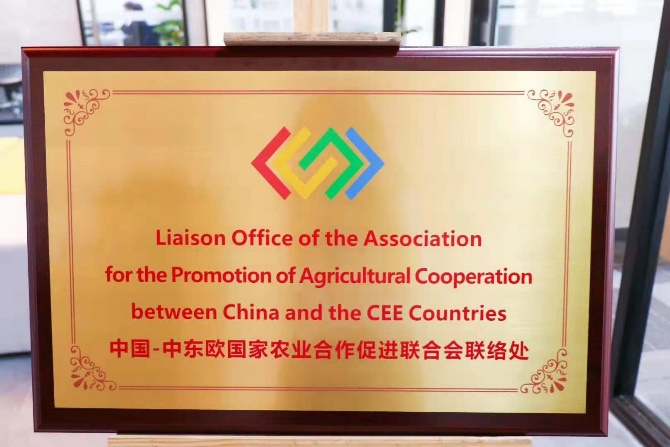 Liaison Office of the Association
for the Promotion of Agricultural Cooperation
between China and the CEE Countries
中国-中东欧国家农业合作促进联合会联络处